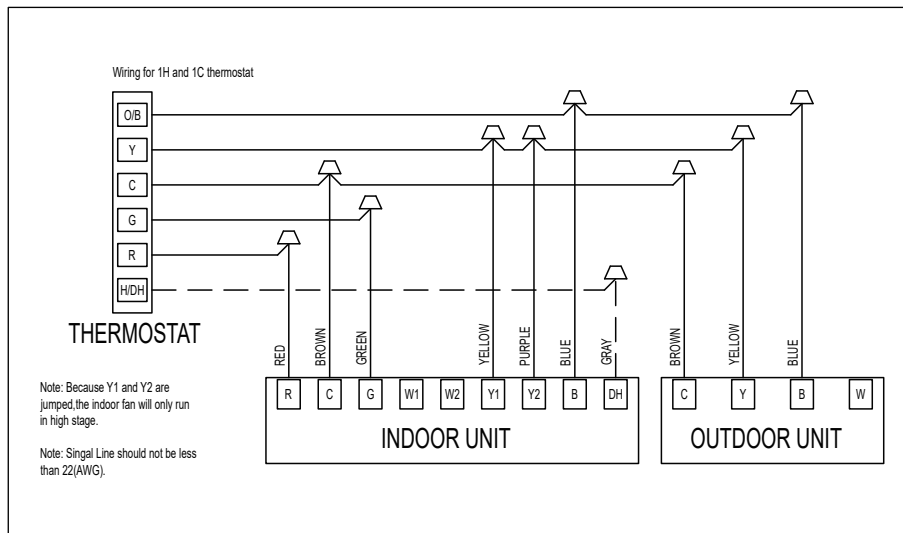 Wiring for 1H and 1C thermostat
O/B
Y
C
G
R
H/DH
THERMOSTAT
RED
BROWN
GREEN
YELLOW
PURPLE
BLUE
GRAY
BROWN
YELLOW
BLUE
R C G W1 W2 Y1 Y2 B DH
INDOOR UNIT
C Y B W
OUTDOOR UNIT
Note: Because Y1 and Y2 are
jumped,the indoor fan will only run
in high stage.
Note: Singal Line should not be less
than 22(AWG).